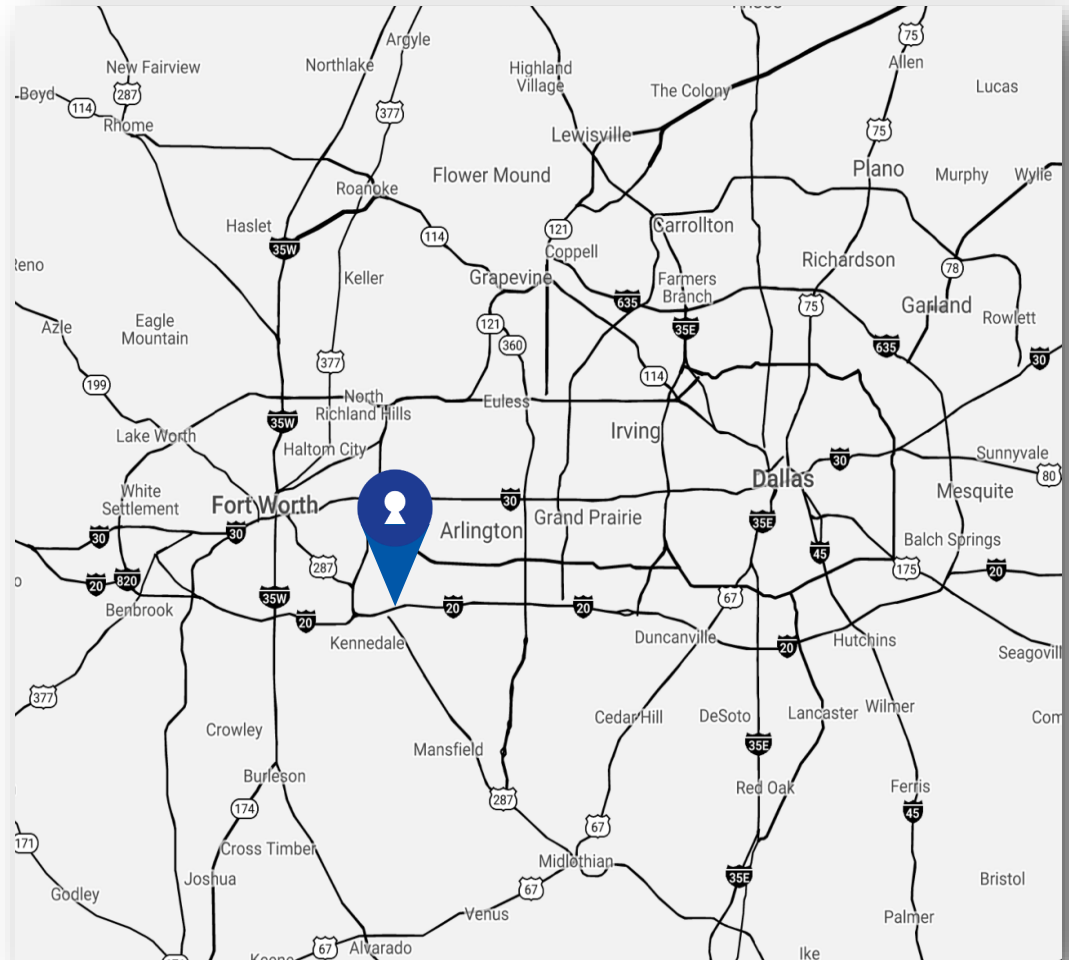 Argyle
75
New Fairview
Northlake
Allen
Highland
Village
287
The Colony
Lucas
Boyd
114
377
Rhome
Lewisville
75
Plano
Flower Mound
Murphy
Wylie
Roanoke
Haslet
121
Carrollton
114
35W
Coppell
Richardson
78
Keller
Grapevine
Farmers
Branch
635
75
Garland
Rowlett
Azle
Eagle
Mountain
121
360
35E
635
30
377
114
199
North
Richland Hills
Euless
35W
Irving
Lake Worth
Haltom City
30
Sunnyvale
80
Dallas
White
Settlement
Fort Worth
30
Mesquite
Arlington
Grand Prairie
35E
30
30
45
Balch Springs
287
175
20
20
820
35W
67
Benbrook
20
20
20
Kennedale
Duncanville
Hutchins
20
377
Cedar Hill
DeSoto
Lancaster
Wilmer
Crowley
Mansfield
35E
Burleson
Red Oak
Ferris
287
174
45
67
171
Cross Timber
Midlothian
Joshua
35E
Godley
67
Bristol
Venus
Palmer
67
Alvarado
Ike